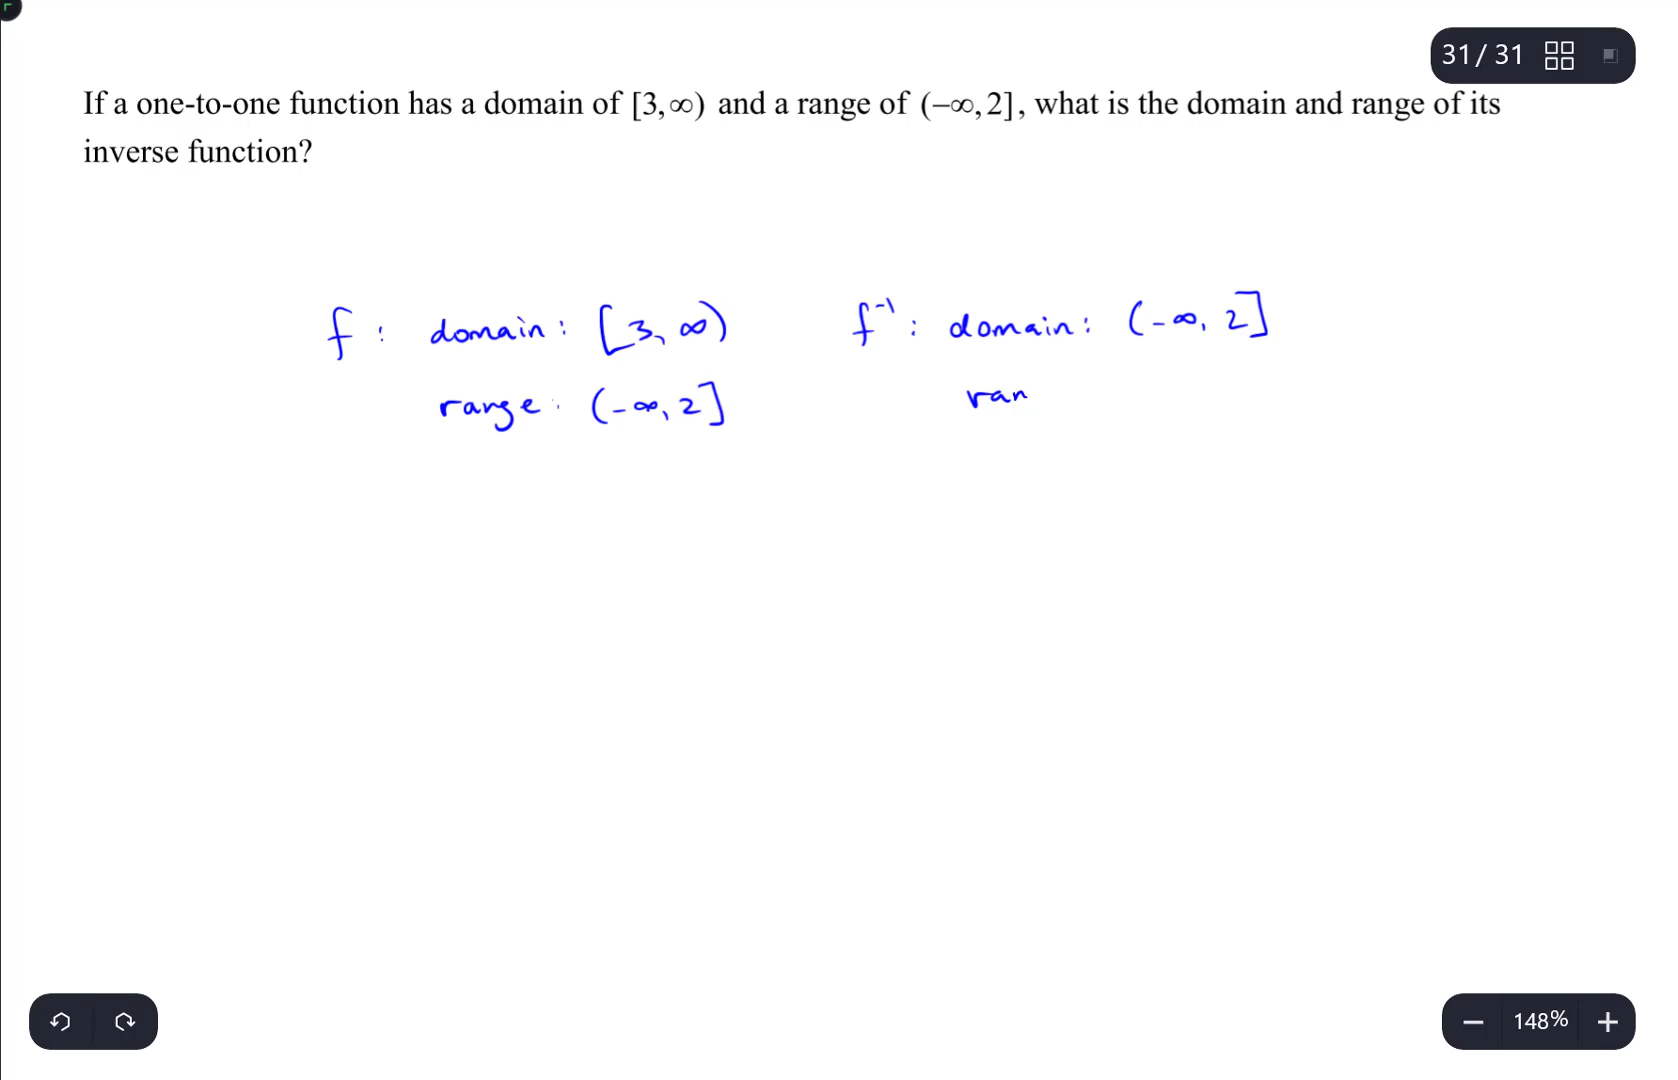 31 / 31
If a one-to-one function has a domain of [3, ∞) and a range of (−∞, 2], what is the domain and range of its
inverse function?
f : domain : [3, ∞) f⁻¹ : domain : (-∞, 2]
range : (-∞, 2] ran
148%